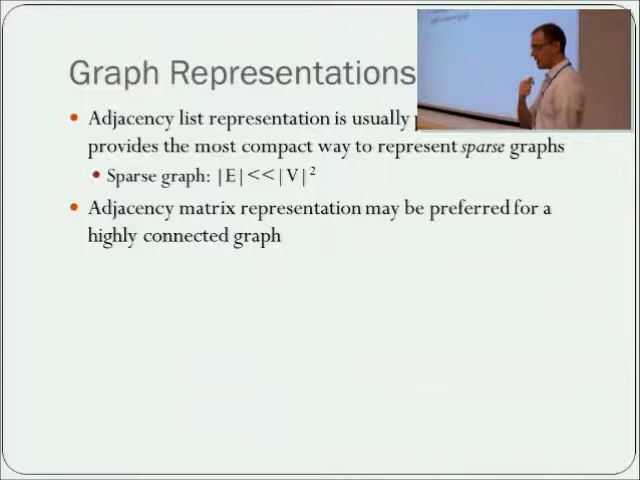 Graph Representations
• Adjacency list representation is usually
provides the most compact way to represent sparse graphs
• Sparse graph: |E|<<|V|²
• Adjacency matrix representation may be preferred for a
highly connected graph